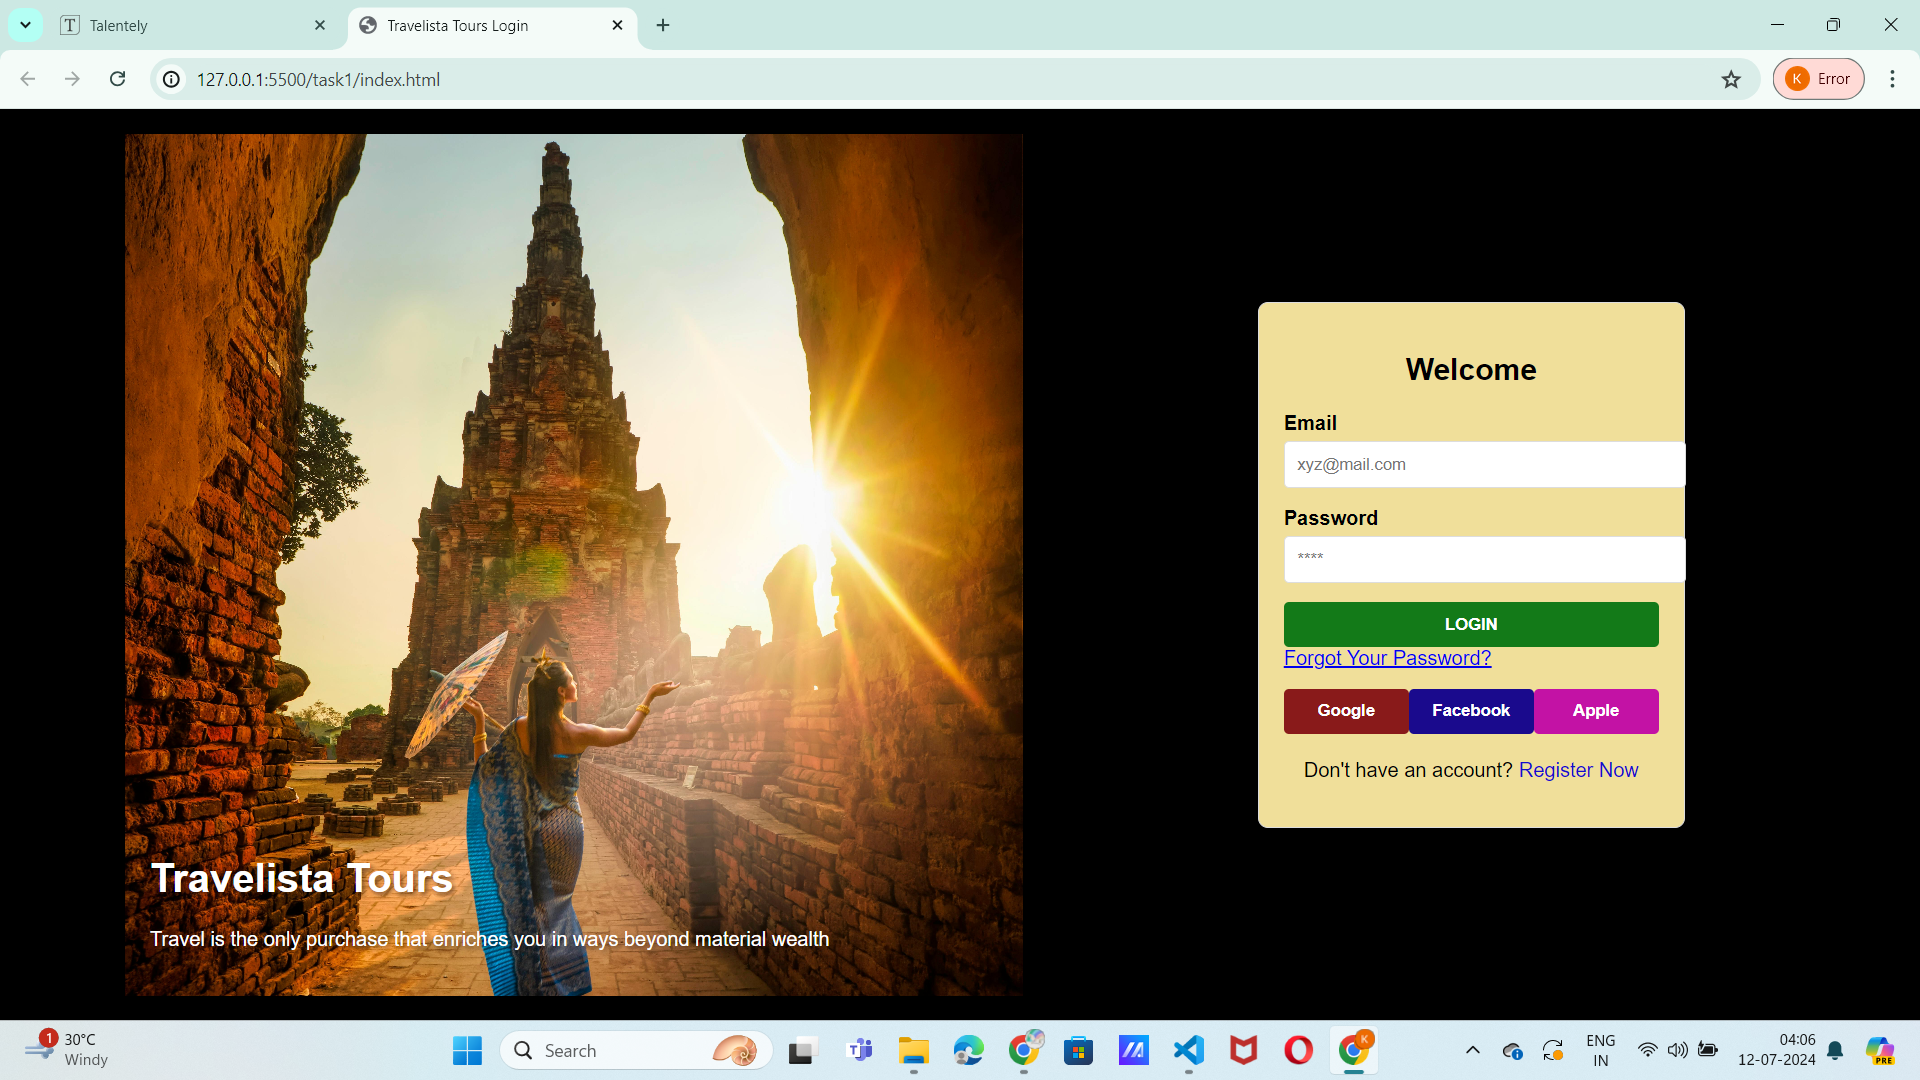 Talentely
Travelista Tours Login
127.0.0.1:5500/task1/index.html
K Error
Welcome
Email
xyz@mail.com
Password
****
LOGIN
Forgot Your Password?
Google Facebook Apple
Don't have an account? Register Now
Travelista Tours
Travel is the only purchase that enriches you in ways beyond material wealth
1
30°C
Windy
Search
K
ENG
IN
04:06
12-07-2024
PRE